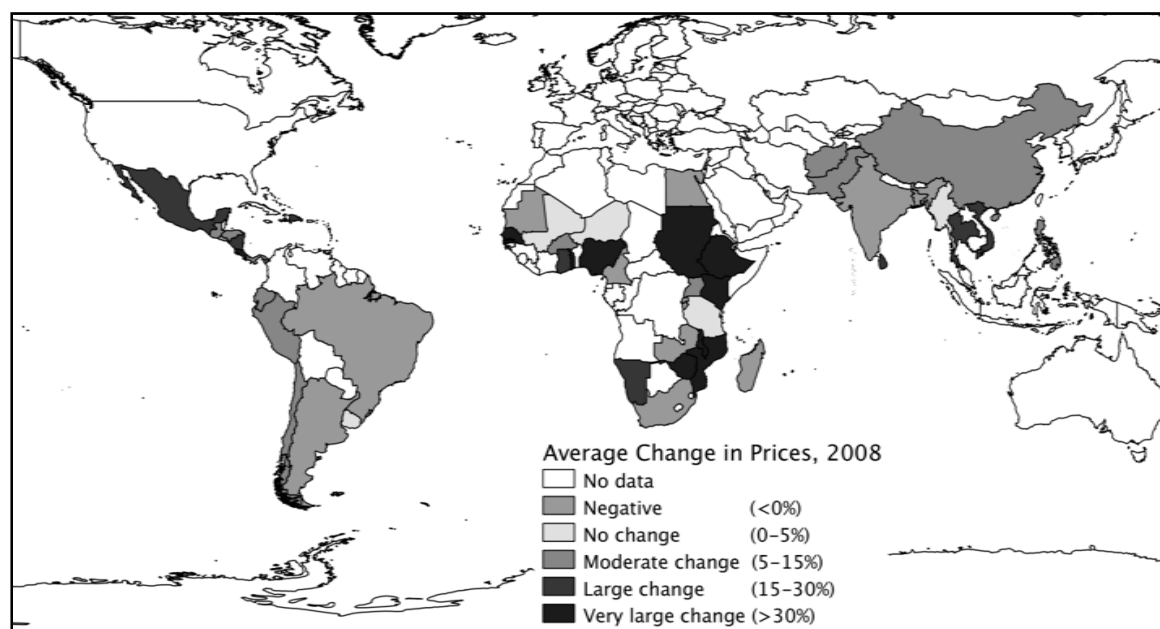 Average Change in Prices, 2008
No data
Negative (<0%)
No change (0-5%)
Moderate change (5-15%)
Large change (15-30%)
Very large change (>30%)